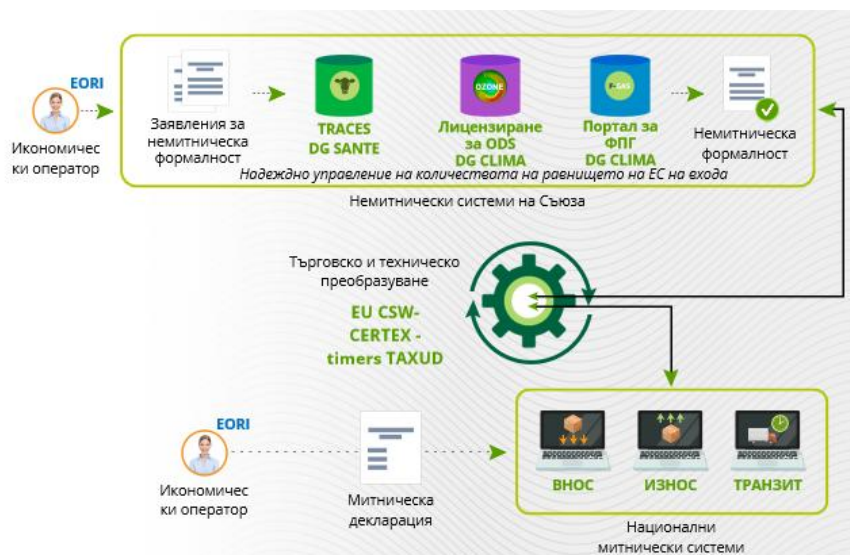 EORI
Икономичес
ки оператор
Заявления за
немитническа
формалност
TRACES
DG SANTE
OZONE
Лицензиране
за ODS
DG CLIMA
F-GAS
Портал за
ФПГ
DG CLIMA
Немитническа
формалност
Надеждно управление на количествата на равнището на ЕС на входа
Немитнически системи на Съюза
Търговско и техническо
преобразуване
EU CSW-
CERTEX -
timers TAXUD
EORI
Икономичес
ки оператор
Митническа
декларация
ВНОС
ИЗНОС
ТРАНЗИТ
Национални
митнически системи